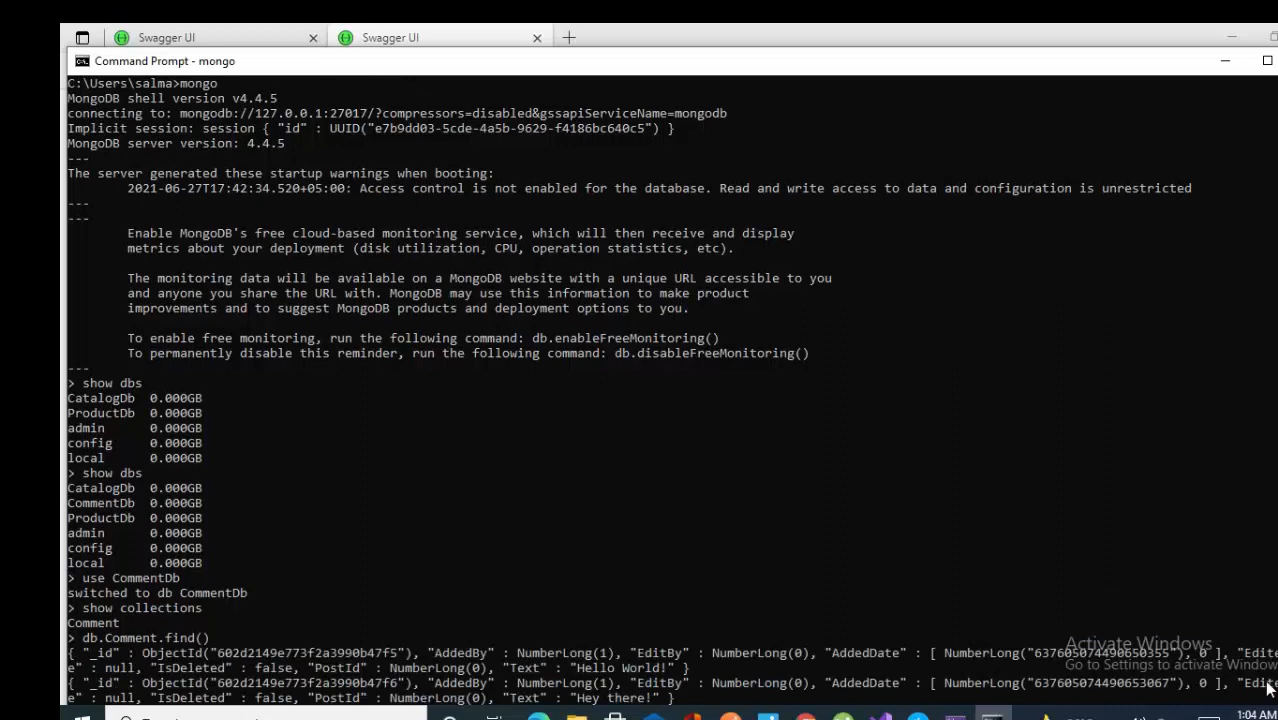 Swagger UI
Swagger UI
Command Prompt - mongo
C:\Users\salma>mongo
MongoDB shell version v4.4.5
connecting to: mongodb://127.0.0.1:27017/?compressors=disabled&gssapiServiceName=mongodb
Implicit session: session { "id" : UUID("e7b9dd03-5cde-4a5b-9629-f4186bc640c5") }
MongoDB server version: 4.4.5
---
The server generated these startup warnings when booting:
2021-06-27T17:42:34.520+05:00: Access control is not enabled for the database. Read and write access to data and configuration is unrestricted
---
---
Enable MongoDB's free cloud-based monitoring service, which will then receive and display
metrics about your deployment (disk utilization, CPU, operation statistics, etc).
The monitoring data will be available on a MongoDB website with a unique URL accessible to you
and anyone you share the URL with. MongoDB may use this information to make product
improvements and to suggest MongoDB products and deployment options to you.
To enable free monitoring, run the following command: db.enableFreeMonitoring()
To permanently disable this reminder, run the following command: db.disableFreeMonitoring()
---
> show dbs
CatalogDb 0.000GB
ProductDb 0.000GB
admin 0.000GB
config 0.000GB
local 0.000GB
> show dbs
CatalogDb 0.000GB
CommentDb 0.000GB
ProductDb 0.000GB
admin 0.000GB
config 0.000GB
local 0.000GB
> use CommentDb
switched to db CommentDb
> show collections
Comment
> db.Comment.find()
{ "_id" : ObjectId("602d2149e773f2a3990b47f5"), "AddedBy" : NumberLong(1), "EditBy" : NumberLong(0), "AddedDate" : [ NumberLong("637605074490650355"), 0 ], "Edite
e" : null, "IsDeleted" : false, "PostId" : NumberLong(0), "Text" : "Hello World!" }
{ "_id" : ObjectId("602d2149e773f2a3990b47f6"), "AddedBy" : NumberLong(1), "EditBy" : NumberLong(0), "AddedDate" : [ NumberLong("637605074490653067"), 0 ], "Edite
e" : null, "IsDeleted" : false, "PostId" : NumberLong(0), "Text" : "Hey there!" }
Activate Windows
Go to Settings to activate Window
1:04 AM